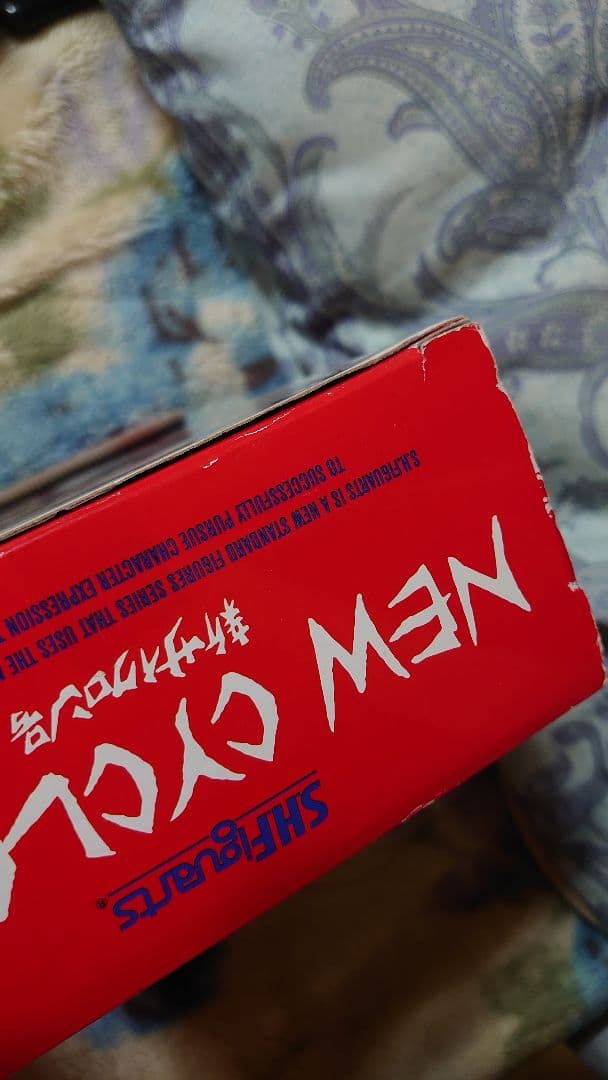 S.H.Figuarts®
NEW CYCL
新サイクロン号
S.H.FIGUARTS IS A NEW STANDARD FIGURES SERIES THAT USES THE
TO SUCCESSFULLY PURSUE CHARACTER EXPRESSION